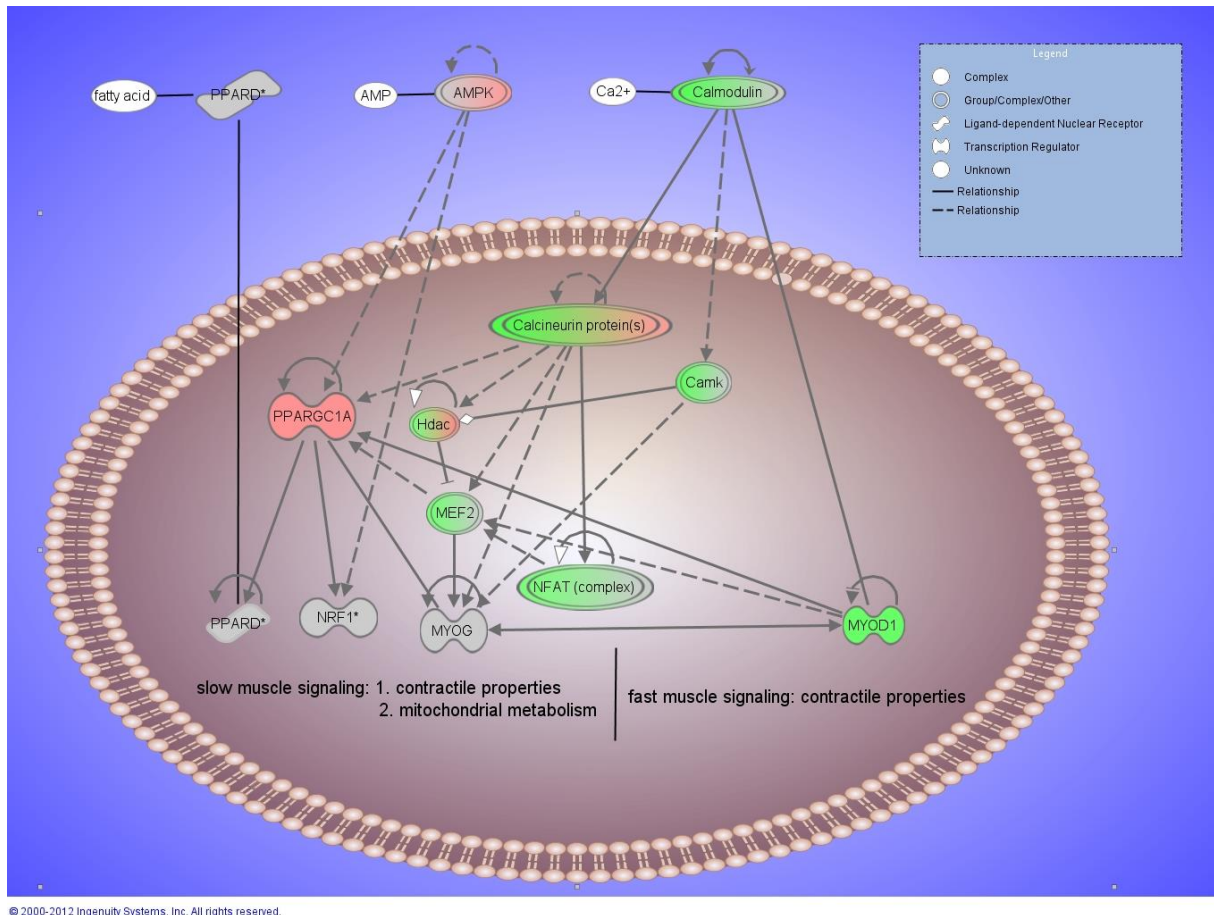 Legend
Complex
Group/Complex/Other
Ligand-dependent Nuclear Receptor
Transcription Regulator
Unknown
Relationship
Relationship
fatty acid
PPARD*
AMP
AMPK
Ca2+
Calmodulin
Calcineurin protein(s)
Camk
PPARGC1A
Hdac
MEF2
NFAT (complex)
PPARD*
NRF1*
MYOG
MYOD1
slow muscle signaling: 1. contractile properties
2. mitochondrial metabolism
fast muscle signaling: contractile properties
© 2000-2012 Ingenuity Systems, Inc. All rights reserved.